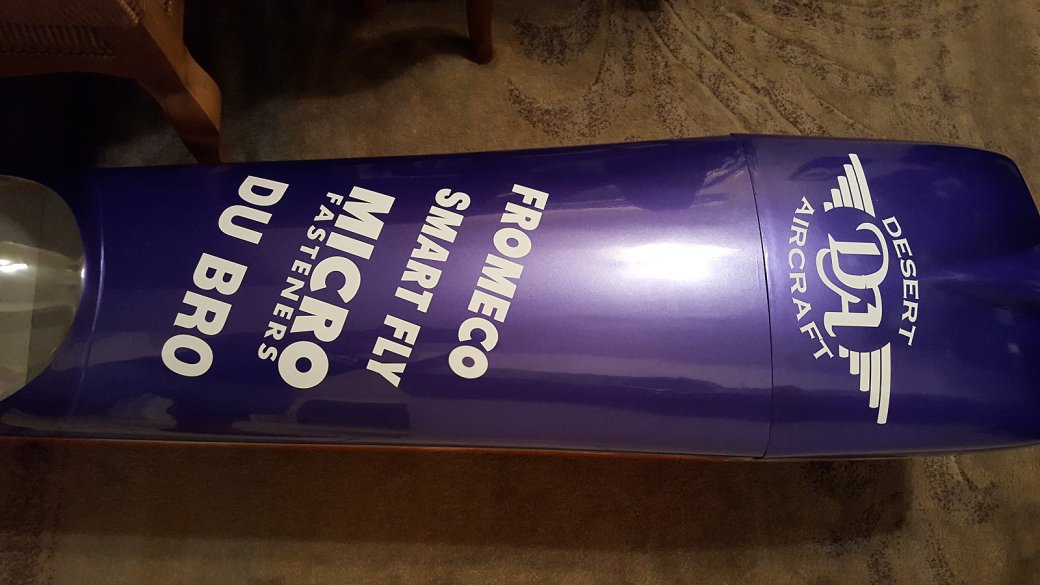 DESERT
DA
AIRCRAFT
FROMECO
SMART FLY
MICRO
FASTENERS
DU BRO